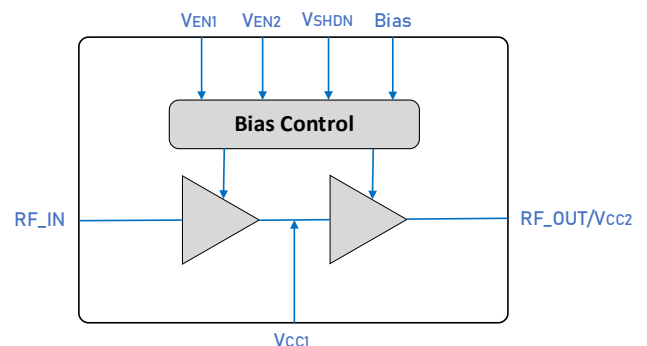 VEN1 VEN2 VSHDN Bias
Bias Control
RF_IN
RF_OUT/VCC2
VCC1